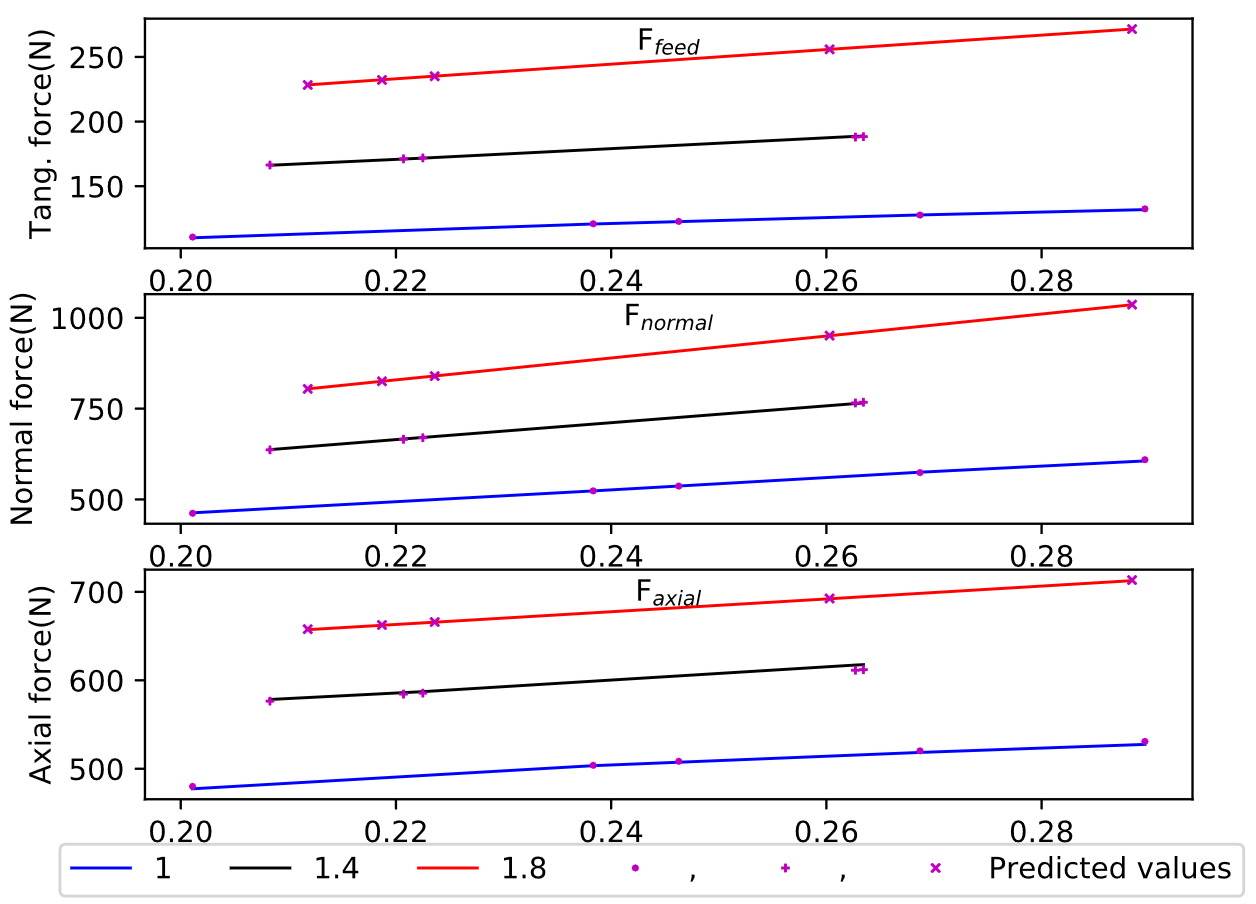 F_feed
Tang. force(N)
250
200
150
0.20 0.22 0.24 0.26 0.28
F_normal
Normal force(N)
1000
750
500
0.20 0.22 0.24 0.26 0.28
F_axial
Axial force(N)
700
600
500
0.20 0.22 0.24 0.26 0.28
1 1.4 1.8 , , Predicted values